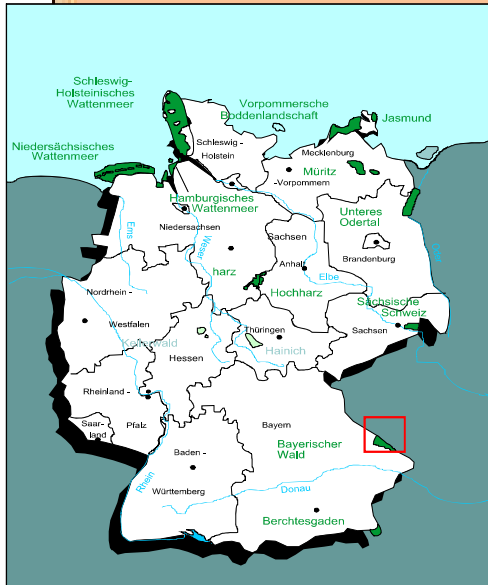 Schleswig-
Holsteinisches
Wattenmeer
Vorpommersche
Boddenlandschaft
Jasmund
Niedersächsisches
Wattenmeer
Schleswig -
Holstein
Mecklenburg
Müritz
-Vorpommern
Hamburgisches
Wattenmeer
Unteres
Odertal
Niedersachsen
Weser
Ems
Sachsen
Anhalt
Brandenburg
Oder
Elbe
harz
Hochharz
Nordrhein -
Westfalen
Sächsische
Schweiz
Sachsen
Thüringen
Hainich
Kellerwald
Hessen
Rheinland -
Pfalz
Saar-
land
Bayern
Bayerischer
Wald
Baden -
Württemberg
Rhein
Donau
Berchtesgaden